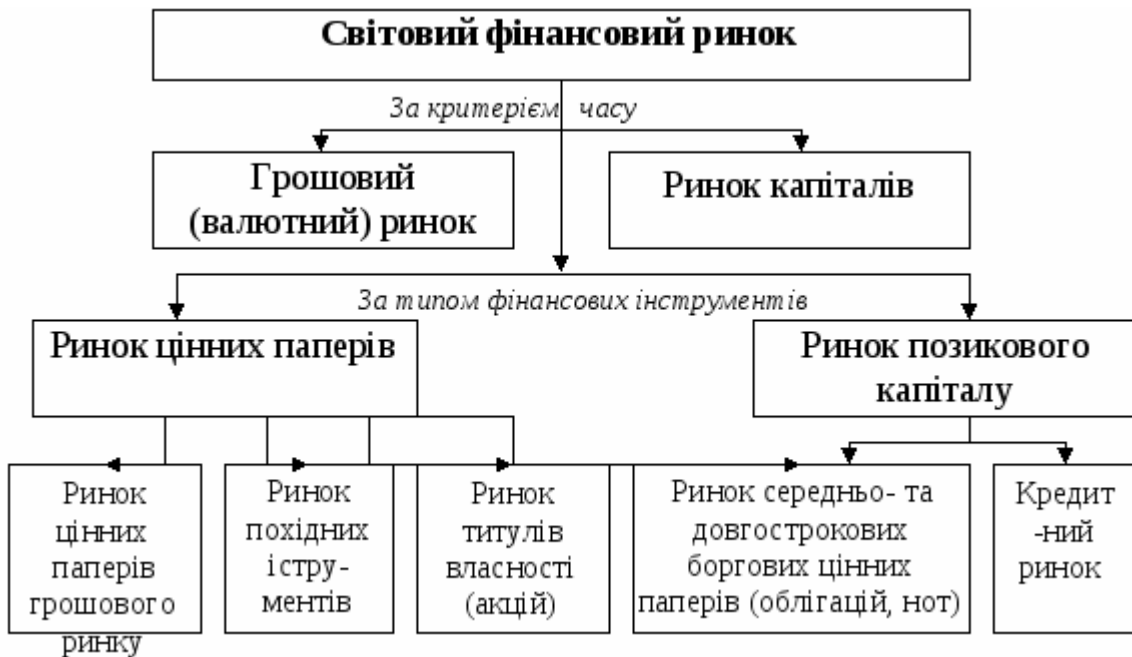 Світовий фінансовий ринок
За критерієм часу
Грошовий
(валютний) ринок
Ринок капіталів
За типом фінансових інструментів
Ринок цінних паперів
Ринок позикового
капіталу
Ринок
цінних
паперів
грошового
ринку
Ринок
похідних
істру-
ментів
Ринок
титулів
власності
(акцій)
Ринок середньо- та
довгострокових
боргових цінних
паперів (облігацій, нот)
Кредит
-ний
ринок